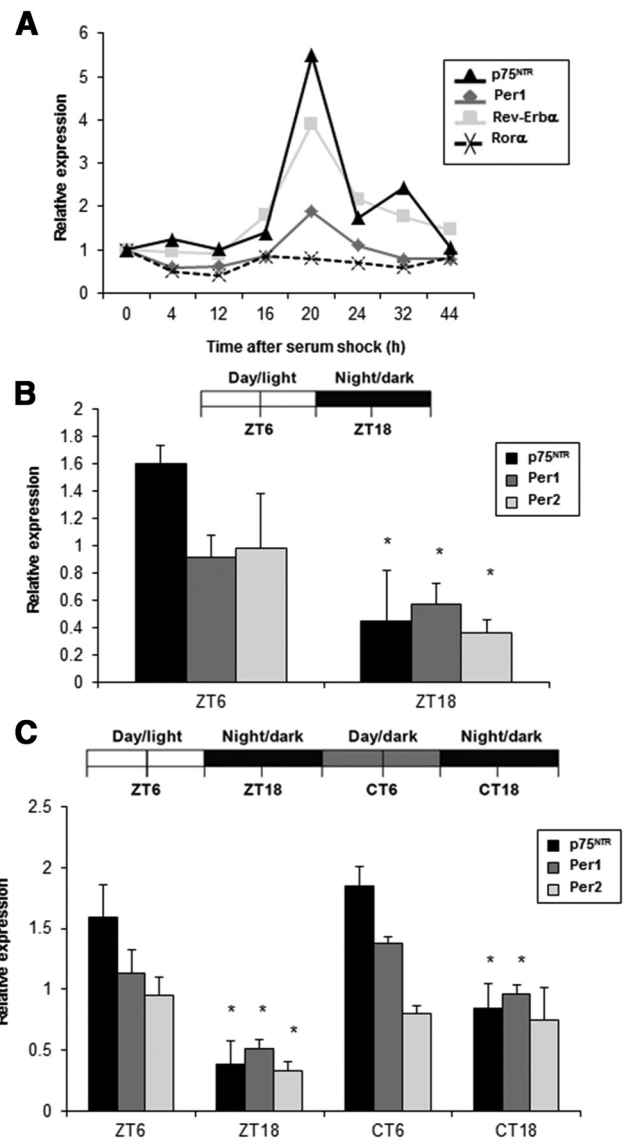 A
6
5
4
3
2
1
0
Relative expression
0 4 12 16 20 24 32 44
Time after serum shock (h)
p75NTR
Per1
Rev-Erbα
Rorα
B
Day/light Night/dark
ZT6 ZT18
2
1.8
1.6
1.4
1.2
1
0.8
0.6
0.4
0.2
0
Relative expression
p75NTR
Per1
Per2
* * *
ZT6 ZT18
C
Day/light Night/dark Day/dark Night/dark
ZT6 ZT18 CT6 CT18
2.5
2
1.5
1
0.5
0
Relative expression
p75NTR
Per1
Per2
* * * * *
ZT6 ZT18 CT6 CT18